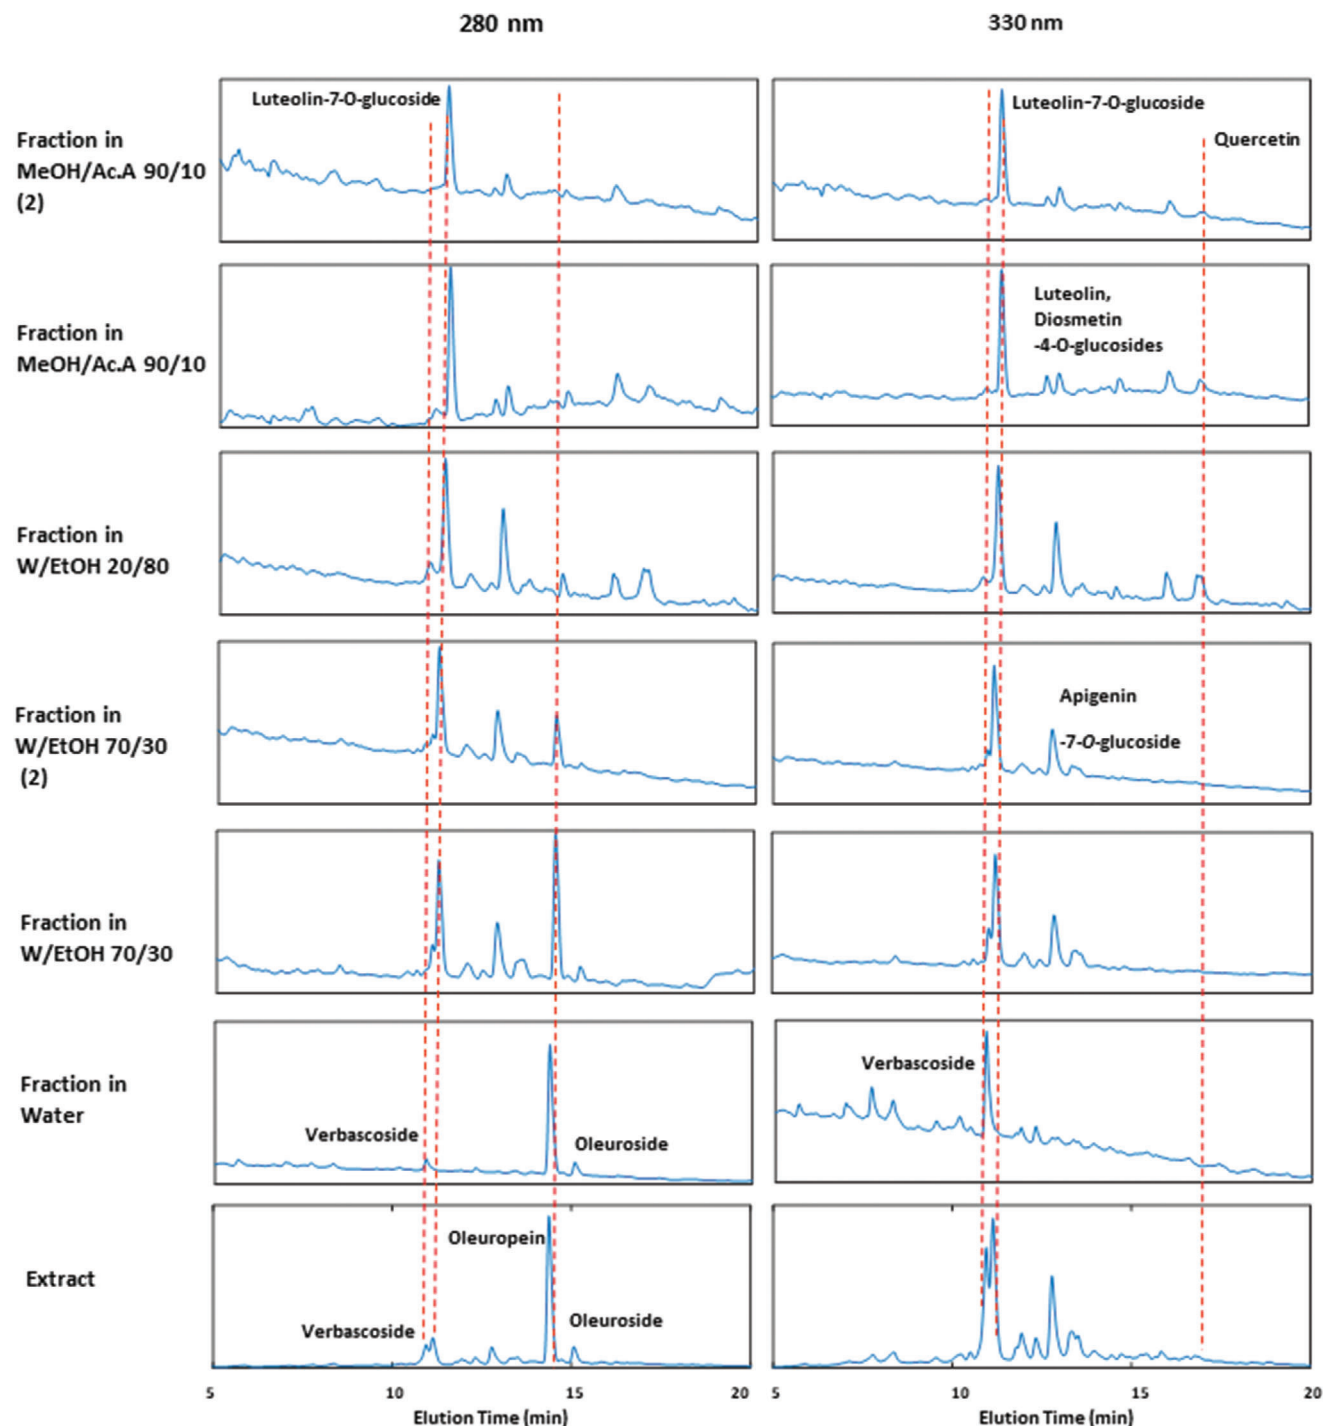 280 nm
330 nm
Fraction in
MeOH/Ac.A 90/10
(2)
Luteolin-7-O-glucoside
Luteolin-7-O-glucoside
Quercetin
Fraction in
MeOH/Ac.A 90/10
Luteolin,
Diosmetin
-4-O-glucosides
Fraction in
W/EtOH 20/80
Fraction in
W/EtOH 70/30
(2)
Apigenin
-7-O-glucoside
Fraction in
W/EtOH 70/30
Fraction in
Water
Verbascoside
Oleuroside
Verbascoside
Extract
Oleuropein
Verbascoside
Oleuroside
5 10 15 20
5 10 15 20
Elution Time (min)
Elution Time (min)